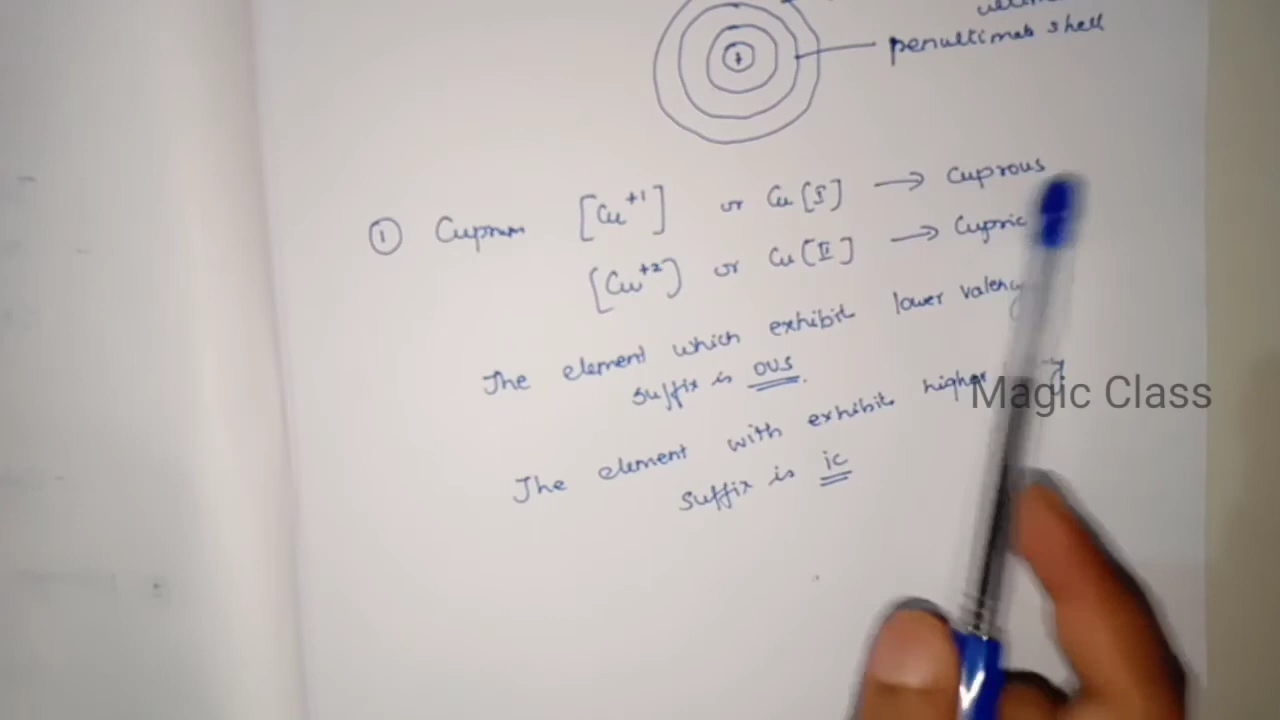 penultimate shell
① Cuprum [Cu⁺¹] or Cu [I] → Cuprous
[Cu⁺²] or Cu [II] → Cupric
The element which exhibit lower valency
suffix is ous.
The element with exhibit higher
suffix is ic
Magic Class